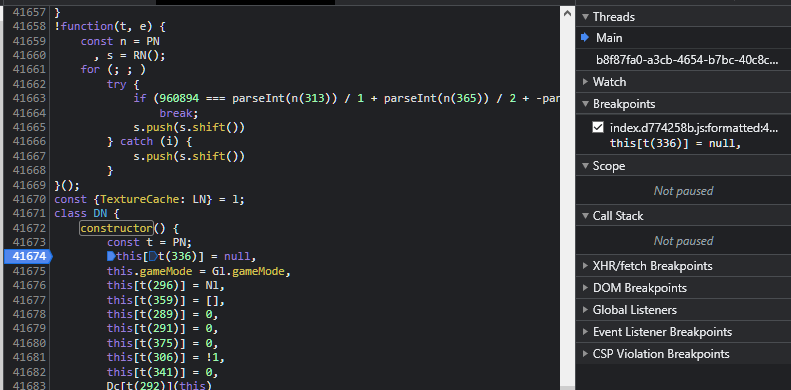 41657 }
41658 !function(t, e) {
41659 const n = PN
41660 , s = RN();
41661 for (; ; )
41662 try {
41663 if (960894 === parseInt(n(313)) / 1 + parseInt(n(365)) / 2 + -par
41664 break;
41665 s.push(s.shift())
41666 } catch (i) {
41667 s.push(s.shift())
41668 }
41669 }();
41670 const {TextureCache: LN} = l;
41671 class DN {
41672 constructor() {
41673 const t = PN;
41674 this[t(336)] = null,
41675 this.gameMode = Gl.gameMode,
41676 this[t(296)] = Nl,
41677 this[t(359)] = [],
41678 this[t(289)] = 0,
41679 this[t(291)] = 0,
41680 this[t(375)] = 0,
41681 this[t(306)] = !1,
41682 this[t(341)] = 0,
Dc[t(292)](this)
Threads
Main
b8f87fa0-a3cb-4654-b7bc-40c8c...
Watch
Breakpoints
index.d774258b.js:formatted:4...
this[t(336)] = null,
Scope
Not paused
Call Stack
Not paused
XHR/fetch Breakpoints
DOM Breakpoints
Global Listeners
Event Listener Breakpoints
CSP Violation Breakpoints